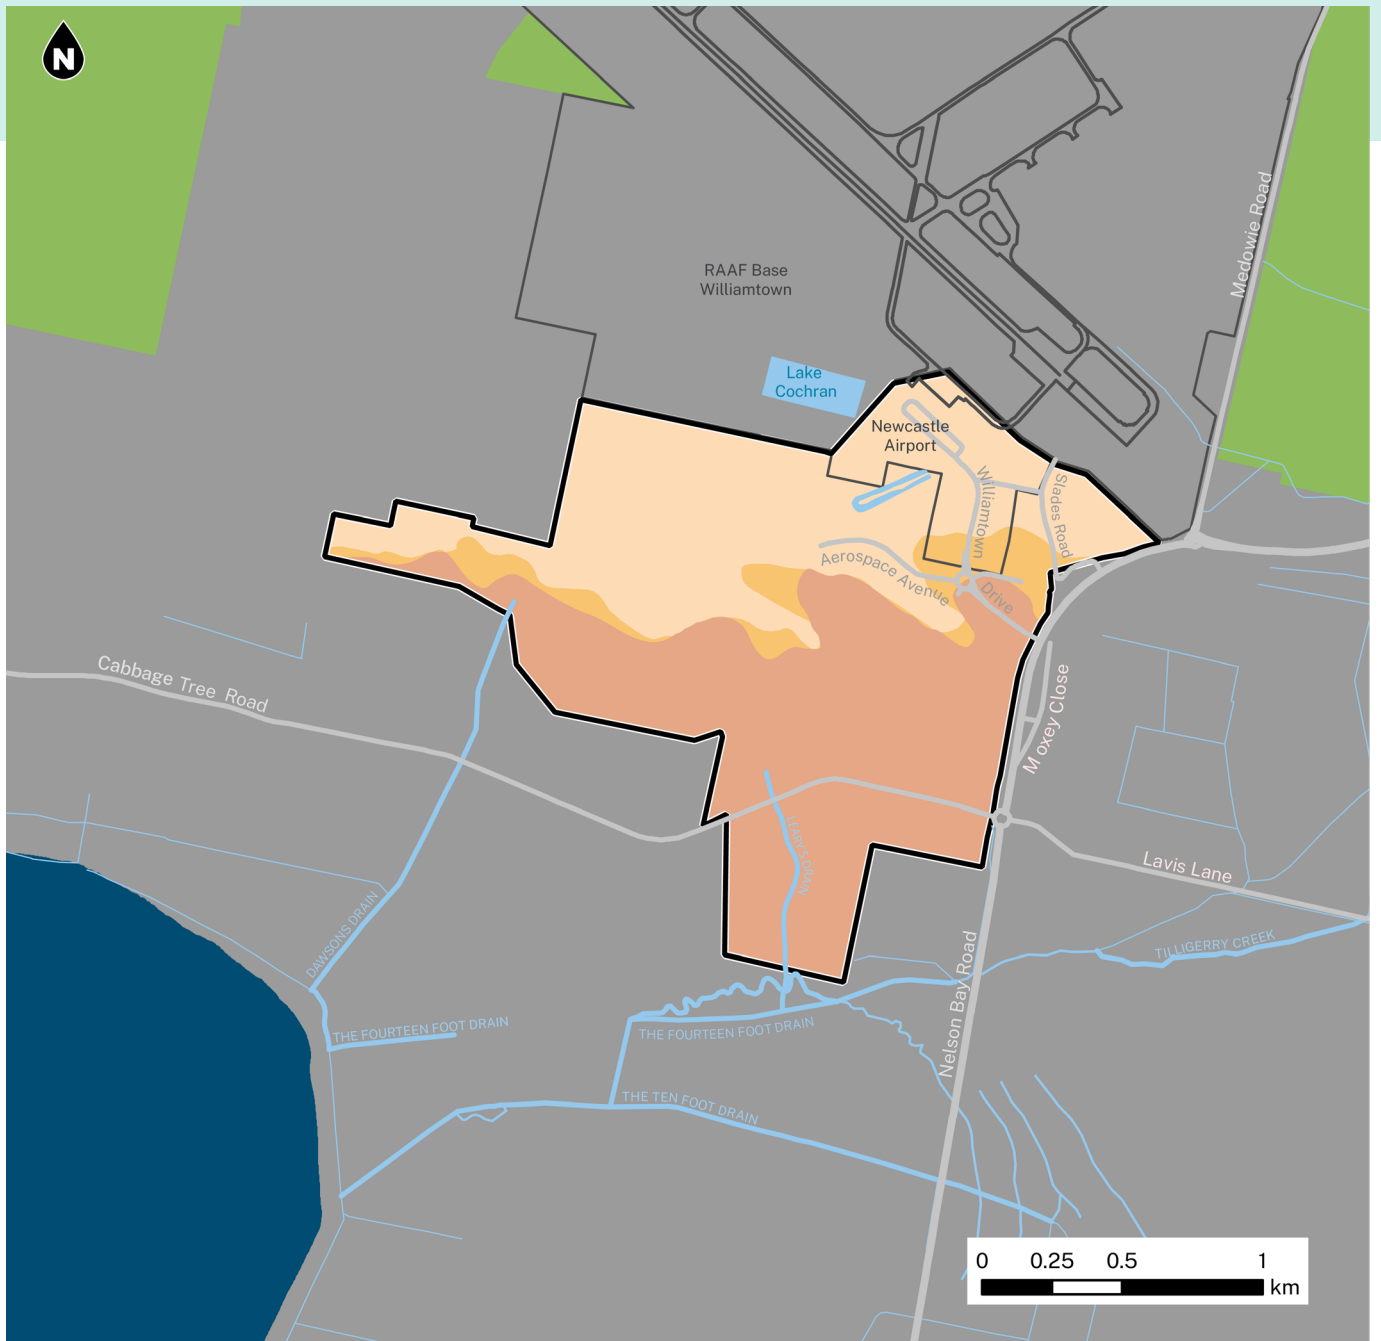 N
Medowie Road
RAAF Base
Williamtown
Lake
Cochran
Newcastle
Airport
Williamtown
Drive
Slades Road
Aerospace Avenue
Cabbage Tree Road
Moxey Close
LEARY'S DRAIN
Lavis Lane
DAWSONS DRAIN
TILLIGERRY CREEK
Nelson Bay Road
THE FOURTEEN FOOT DRAIN
THE FOURTEEN FOOT DRAIN
THE TEN FOOT DRAIN
0 0.25 0.5 1
km